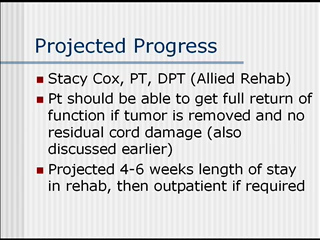 Projected Progress
Stacy Cox, PT, DPT (Allied Rehab)
Pt should be able to get full return of
function if tumor is removed and no
residual cord damage (also
discussed earlier)
Projected 4-6 weeks length of stay
in rehab, then outpatient if required